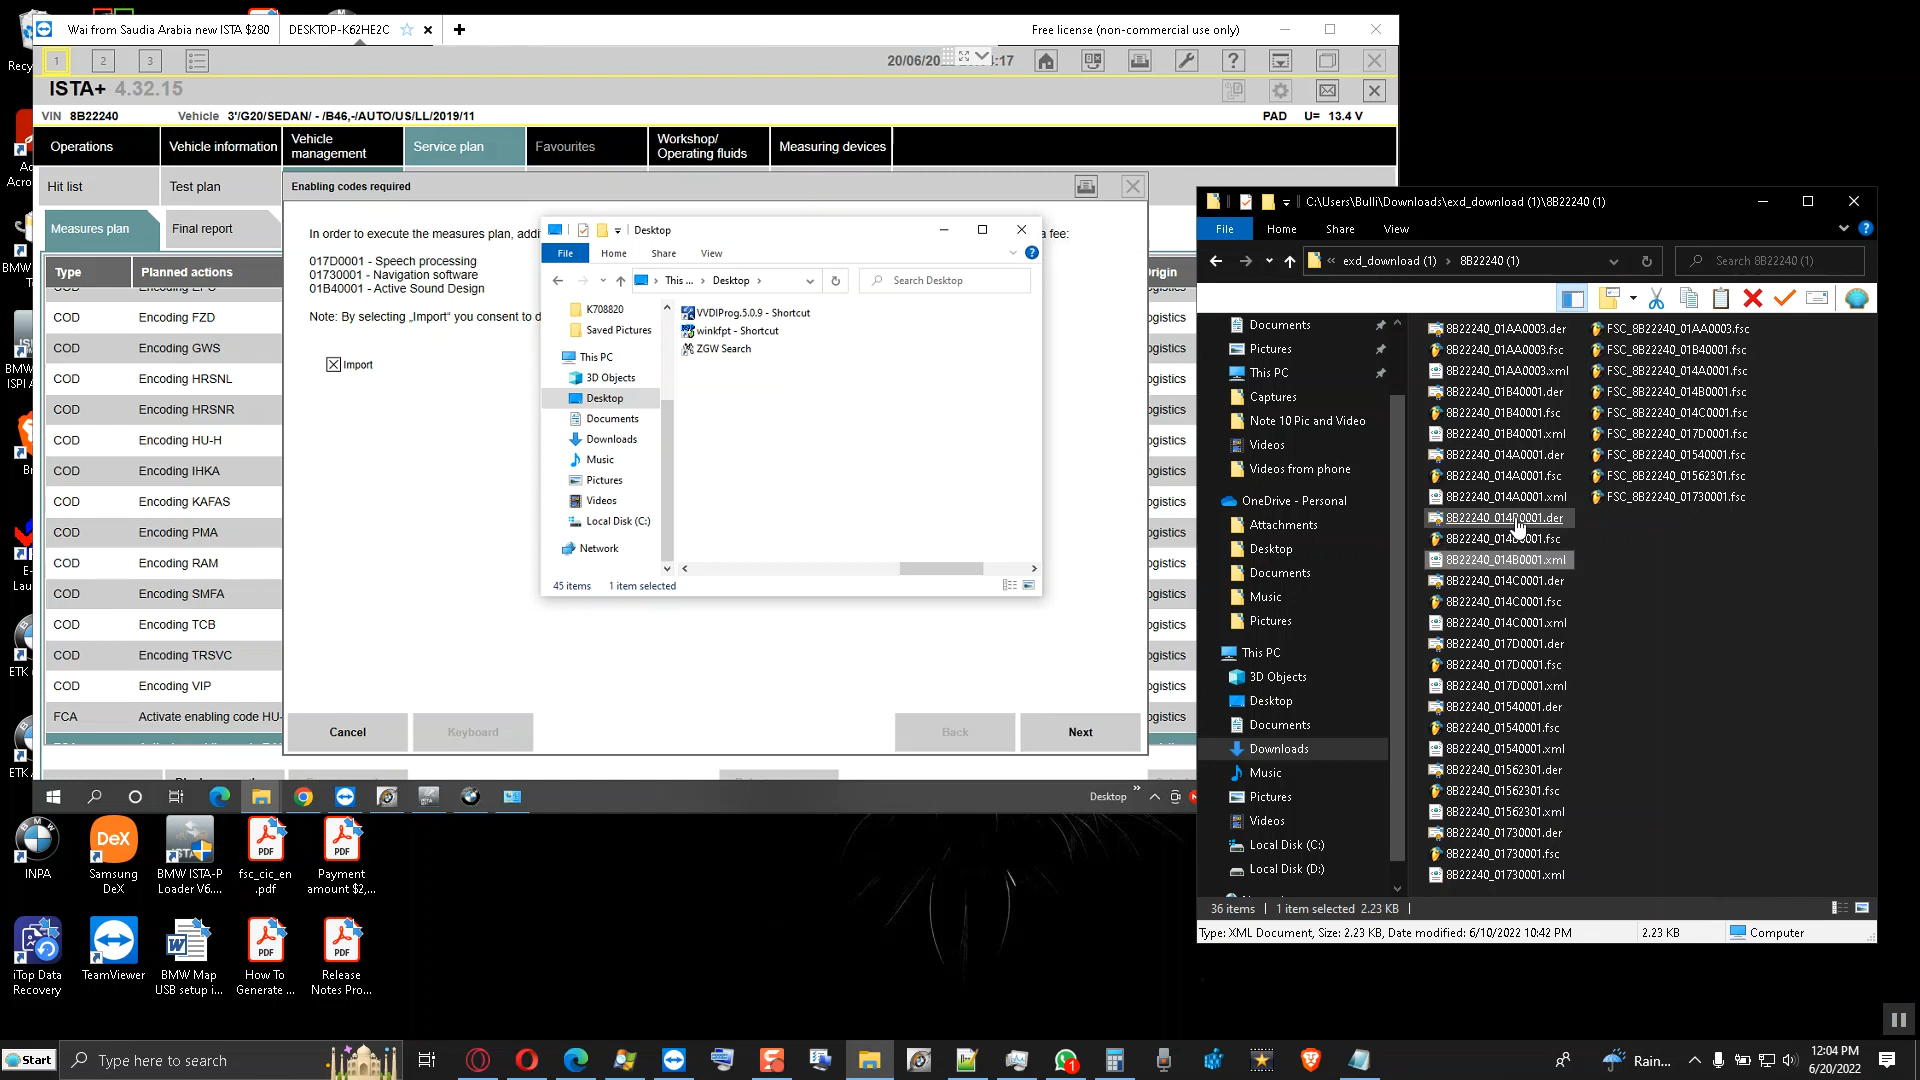 Wai from Saudia Arabia new ISTA $280
DESKTOP-K62HE2C
Free license (non-commercial use only)
1 2 3
ISTA+ 4.32.15
VIN 8B22240 Vehicle 3'/G20/SEDAN/ - /B46,-/AUTO/US/LL/2019/11
PAD U= 13.4 V
Operations
Vehicle information
Vehicle management
Service plan
Favourites
Workshop/ Operating fluids
Measuring devices
Hit list
Test plan
Measures plan
Final report
Type Planned actions
COD Encoding FZD
COD Encoding GWS
COD Encoding HRSNL
COD Encoding HRSNR
COD Encoding HU-H
COD Encoding IHKA
COD Encoding KAFAS
COD Encoding PMA
COD Encoding RAM
COD Encoding SMFA
COD Encoding TCB
COD Encoding TRSVC
COD Encoding VIP
FCA Activate enabling code HU-
Enabling codes required
In order to execute the measures plan, addi
a fee:
017D0001 - Speech processing
01730001 - Navigation software
01B40001 - Active Sound Design
Note: By selecting „Import“ you consent to d
Import
Cancel
Keyboard
Back
Next
Desktop
File Home Share View
This ... Desktop
Search Desktop
K708820
Saved Pictures
This PC
3D Objects
Desktop
Documents
Downloads
Music
Pictures
Videos
Local Disk (C:)
Network
VVDIProg.5.0.9 - Shortcut
winkfpt - Shortcut
ZGW Search
45 items 1 item selected
Desktop
C:\Users\Bulli\Downloads\exd_download (1)\8B22240 (1)
File Home Share View
exd_download (1) 8B22240 (1)
Search 8B22240 (1)
Documents
Pictures
This PC
Captures
Note 10 Pic and Video
Videos
Videos from phone
OneDrive - Personal
Attachments
Desktop
Documents
Music
Pictures
This PC
3D Objects
Desktop
Documents
Downloads
Music
Pictures
Videos
Local Disk (C:)
Local Disk (D:)
8B22240_01AA0003.der
8B22240_01AA0003.fsc
8B22240_01AA0003.xml
8B22240_01B40001.der
8B22240_01B40001.fsc
8B22240_01B40001.xml
8B22240_014A0001.der
8B22240_014A0001.fsc
8B22240_014A0001.xml
8B22240_014B0001.der
8B22240_014B0001.fsc
8B22240_014B0001.xml
8B22240_014C0001.der
8B22240_014C0001.fsc
8B22240_014C0001.xml
8B22240_017D0001.der
8B22240_017D0001.fsc
8B22240_017D0001.xml
8B22240_01540001.der
8B22240_01540001.fsc
8B22240_01540001.xml
8B22240_01562301.der
8B22240_01562301.fsc
8B22240_01562301.xml
8B22240_01730001.der
8B22240_01730001.fsc
8B22240_01730001.xml
FSC_8B22240_01AA0003.fsc
FSC_8B22240_01B40001.fsc
FSC_8B22240_014A0001.fsc
FSC_8B22240_014B0001.fsc
FSC_8B22240_014C0001.fsc
FSC_8B22240_017D0001.fsc
FSC_8B22240_01540001.fsc
FSC_8B22240_01562301.fsc
FSC_8B22240_01730001.fsc
36 items 1 item selected 2.23 KB
Type: XML Document, Size: 2.23 KB, Date modified: 6/10/2022 10:42 PM 2.23 KB Computer
INPA
Samsung DeX
BMW ISTA-P Loader V6....
fsc_cic_en .pdf
Payment amount $2,...
iTop Data Recovery
TeamViewer
BMW Map USB setup i...
How To Generate ...
Release Notes Pro...
Start
Type here to search
Rain...
12:04 PM
6/20/2022